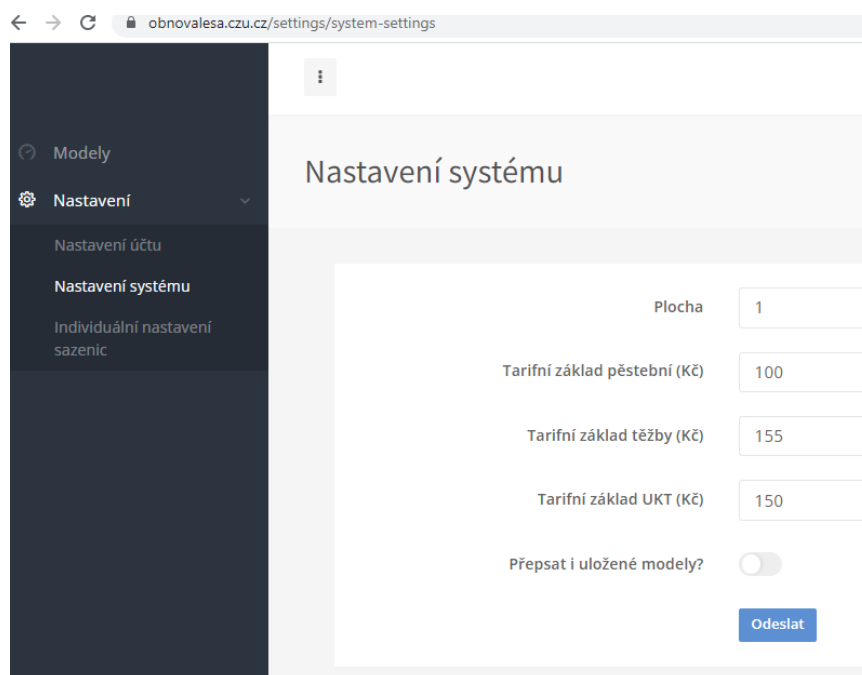 obnovalesa.czu.cz/settings/system-settings
Modely
Nastavení
Nastavení účtu
Nastavení systému
Individuální nastavení
sazenic
Nastavení systému
Plocha 1
Tarifní základ pěstební (Kč) 100
Tarifní základ těžby (Kč) 155
Tarifní základ UKT (Kč) 150
Přepsat i uložené modely?
Odeslat